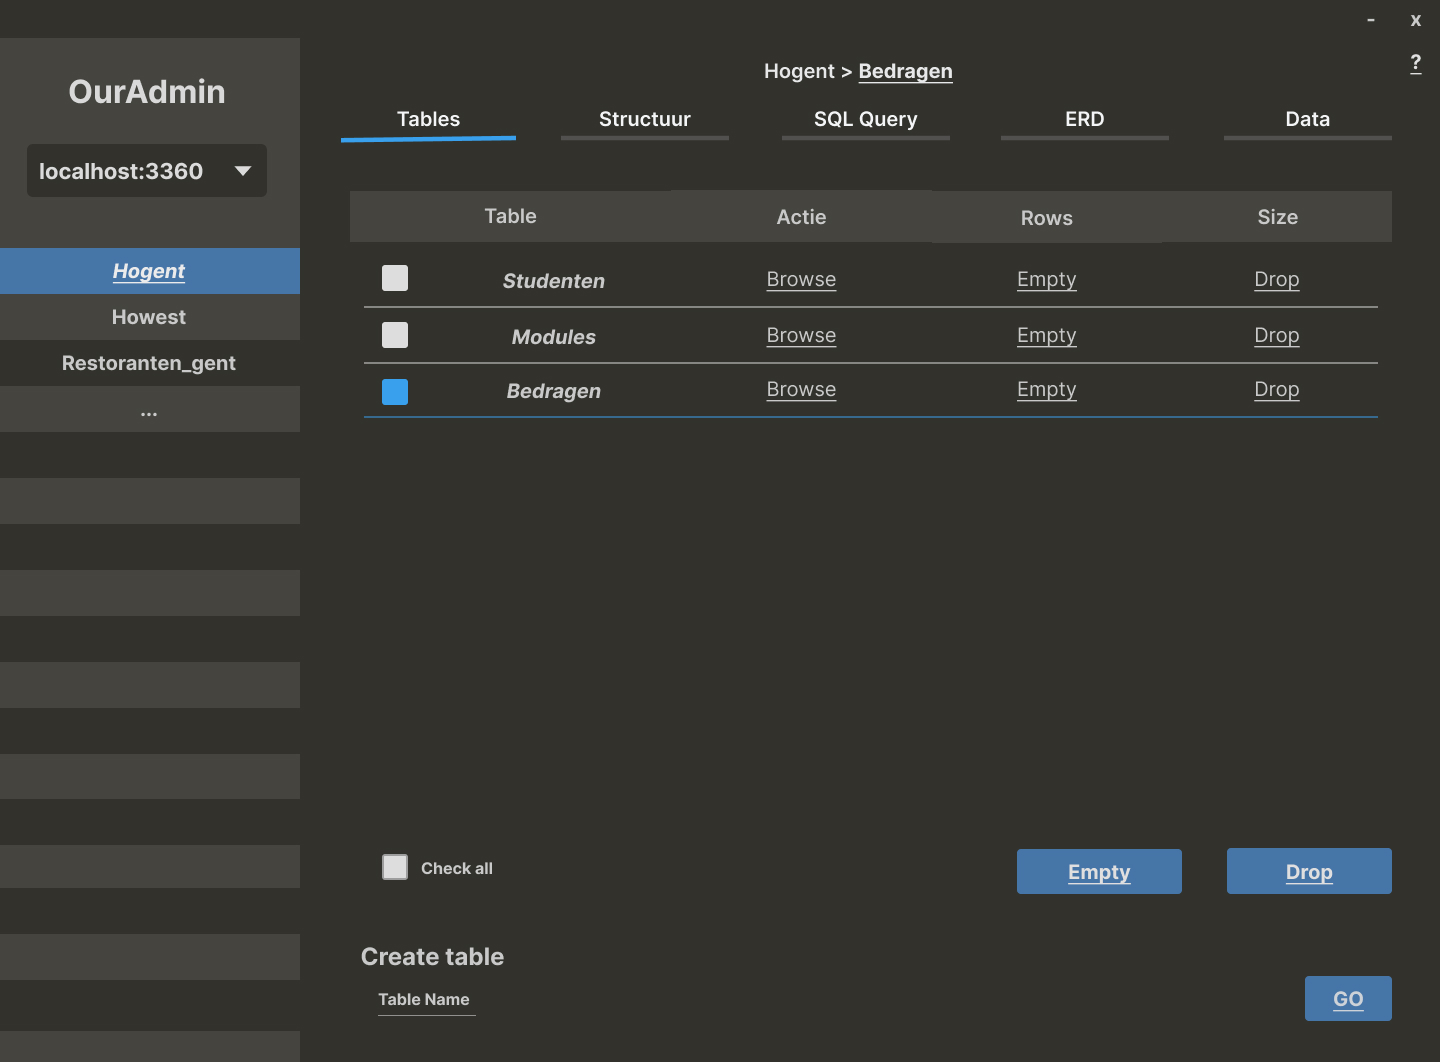 - x
?
OurAdmin
localhost:3360
Hogent
Howest
Restoranten_gent
...
Hogent > Bedragen
Tables Structuur SQL Query ERD Data
Table Actie Rows Size
Studenten Browse Empty Drop
Modules Browse Empty Drop
Bedragen Browse Empty Drop
Check all Empty Drop
Create table
Table Name GO